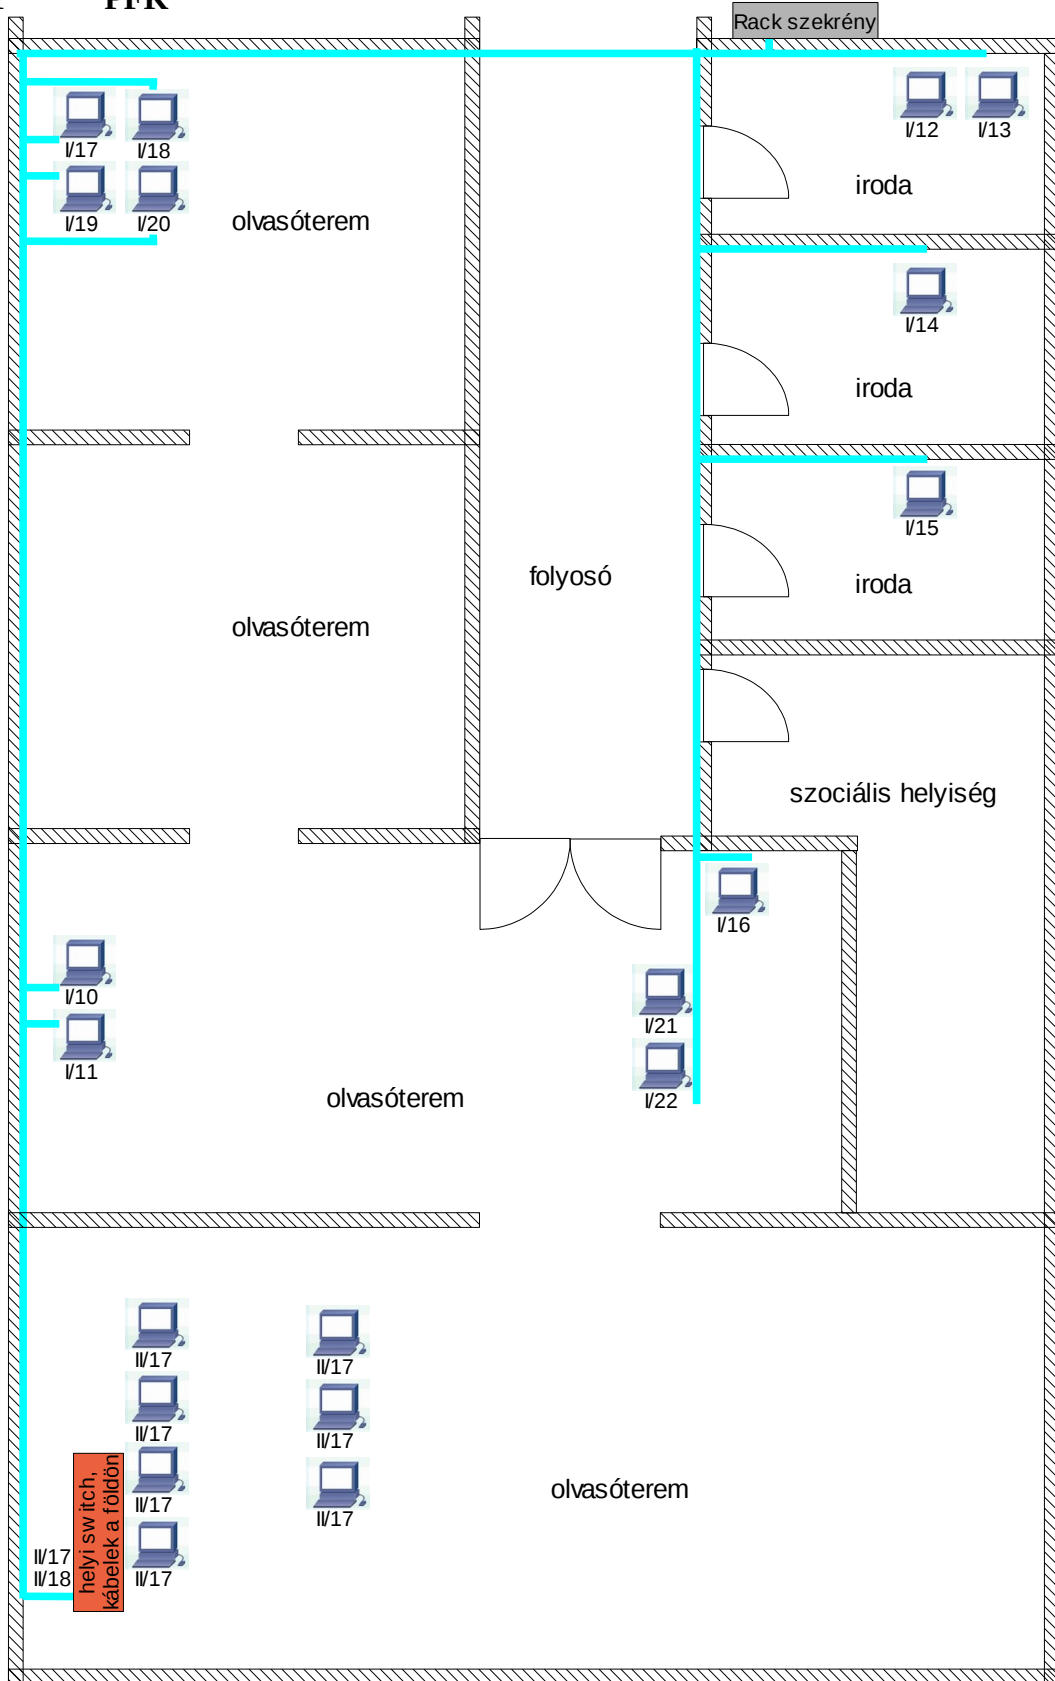 PFK
Rack szekrény
I/17
I/18
I/12
I/13
I/19
I/20
olvasóterem
iroda
I/14
iroda
I/15
iroda
folyosó
olvasóterem
szociális helyiség
I/16
I/10
I/21
I/11
I/22
olvasóterem
II/17
II/17
II/17
II/17
II/17
II/17
II/17
olvasóterem
helyi switch,
kábelek a földön
II/17
II/18